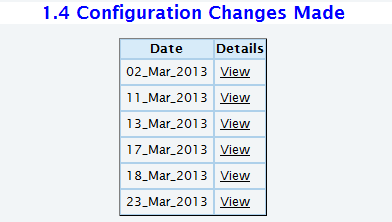 1.4 Configuration Changes Made
Date Details
02_Mar_2013 View
11_Mar_2013 View
13_Mar_2013 View
17_Mar_2013 View
18_Mar_2013 View
23_Mar_2013 View